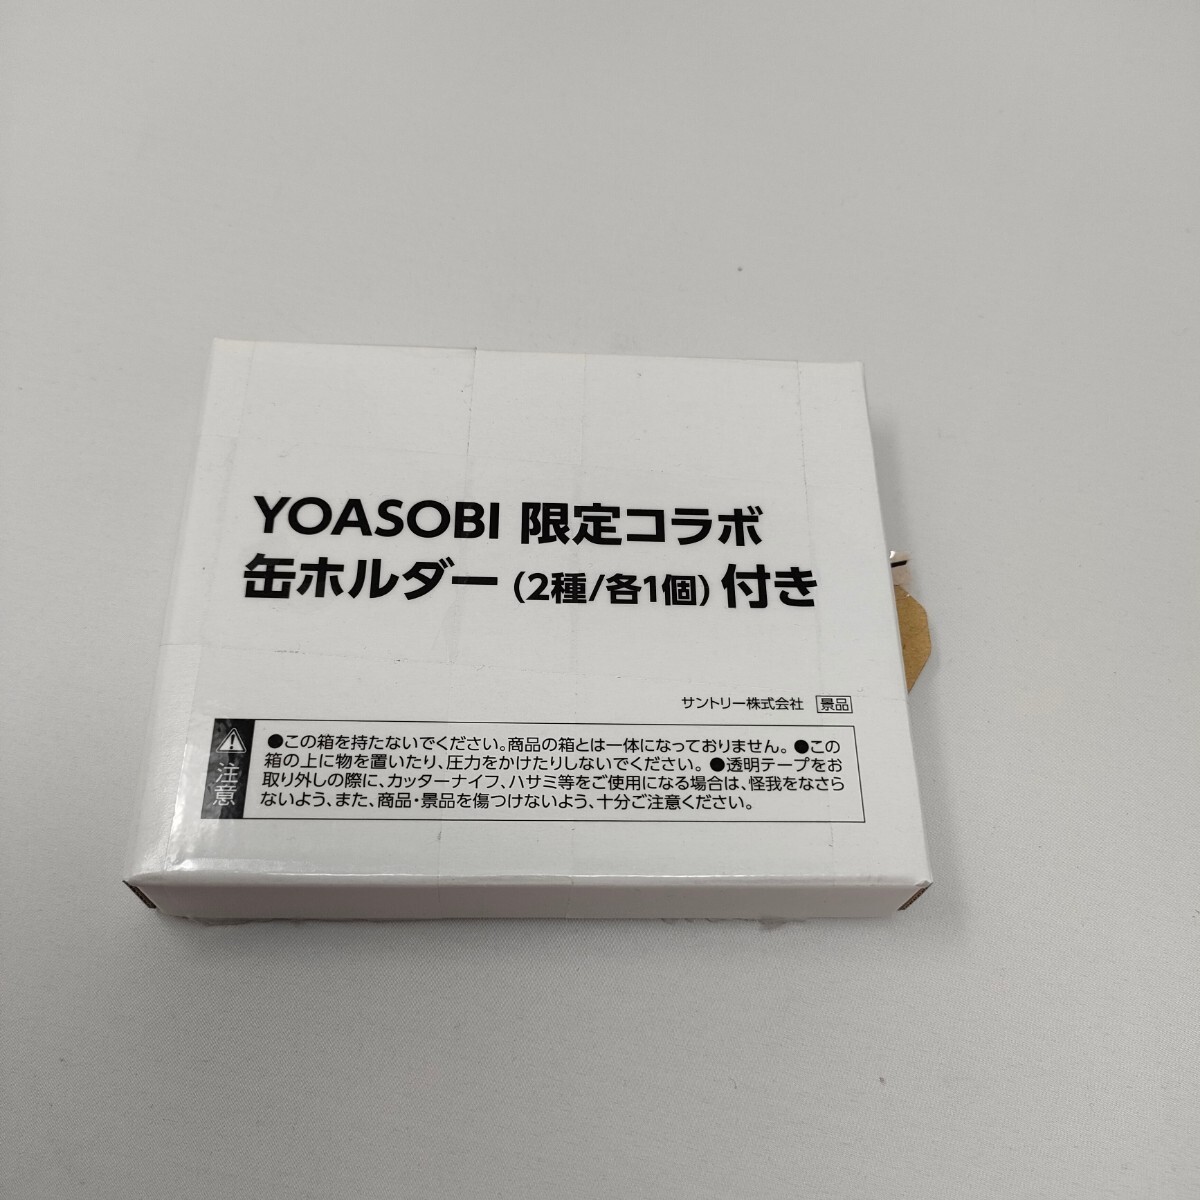 YOASOBI 限定コラボ
缶ホルダー（2種/各1個）付き
サントリー株式会社 景品
注意
●この箱を持たないでください。商品の箱とは一体になっておりません。●この
箱の上に物を置いたり、圧力をかけたりしないでください。●透明テープをお
取り外しの際に、カッターナイフ、ハサミ等をご使用になる場合は、怪我をなさら
ないよう、また、商品・景品を傷つけないよう、十分ご注意ください。